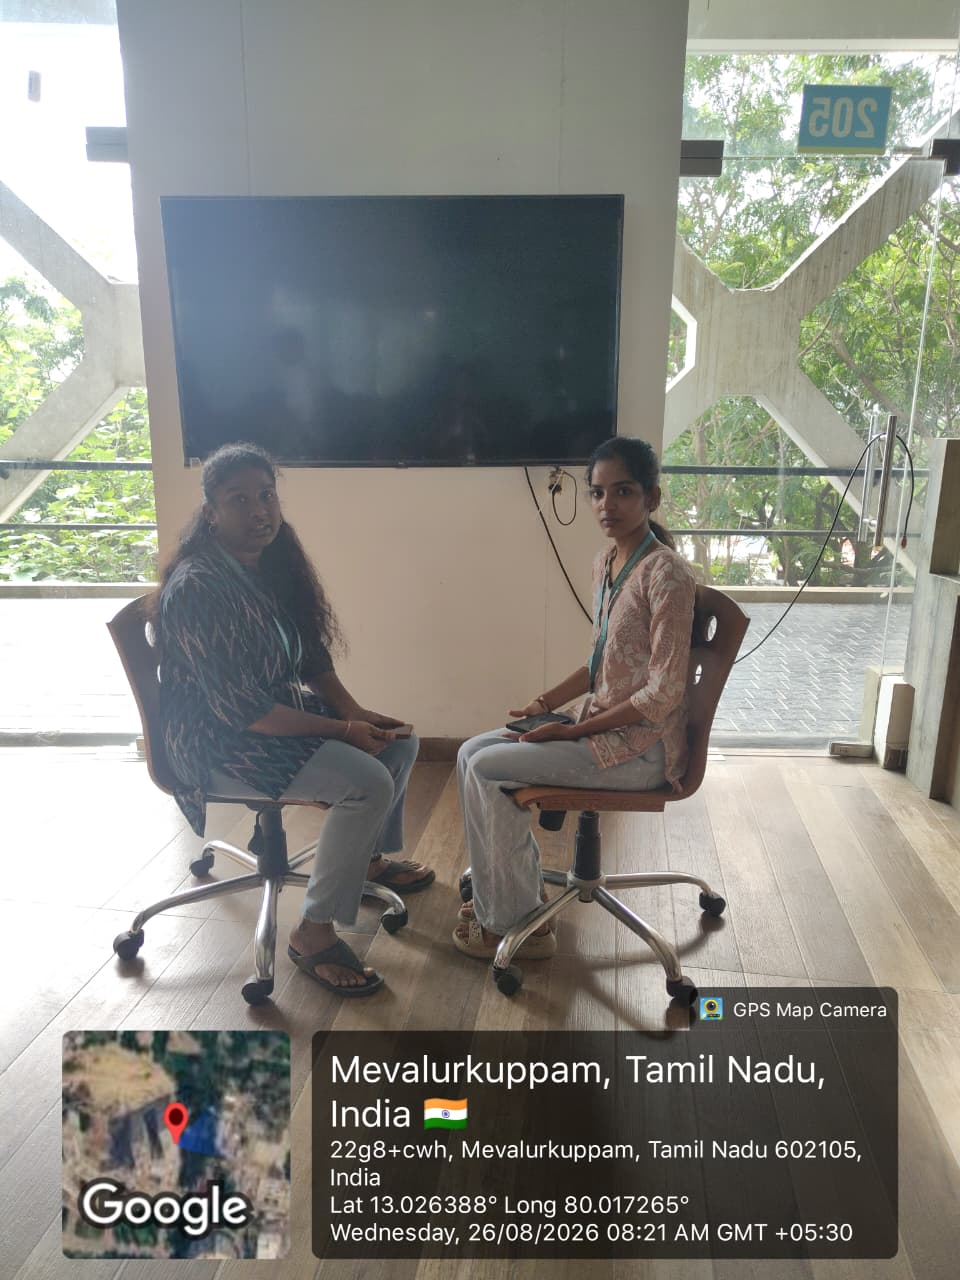 205
GPS Map Camera
Mevalurkuppam, Tamil Nadu,
India 🇮🇳
22g8+cwh, Mevalurkuppam, Tamil Nadu 602105,
India
Lat 13.026388° Long 80.017265°
Wednesday, 26/08/2026 08:21 AM GMT +05:30
Google